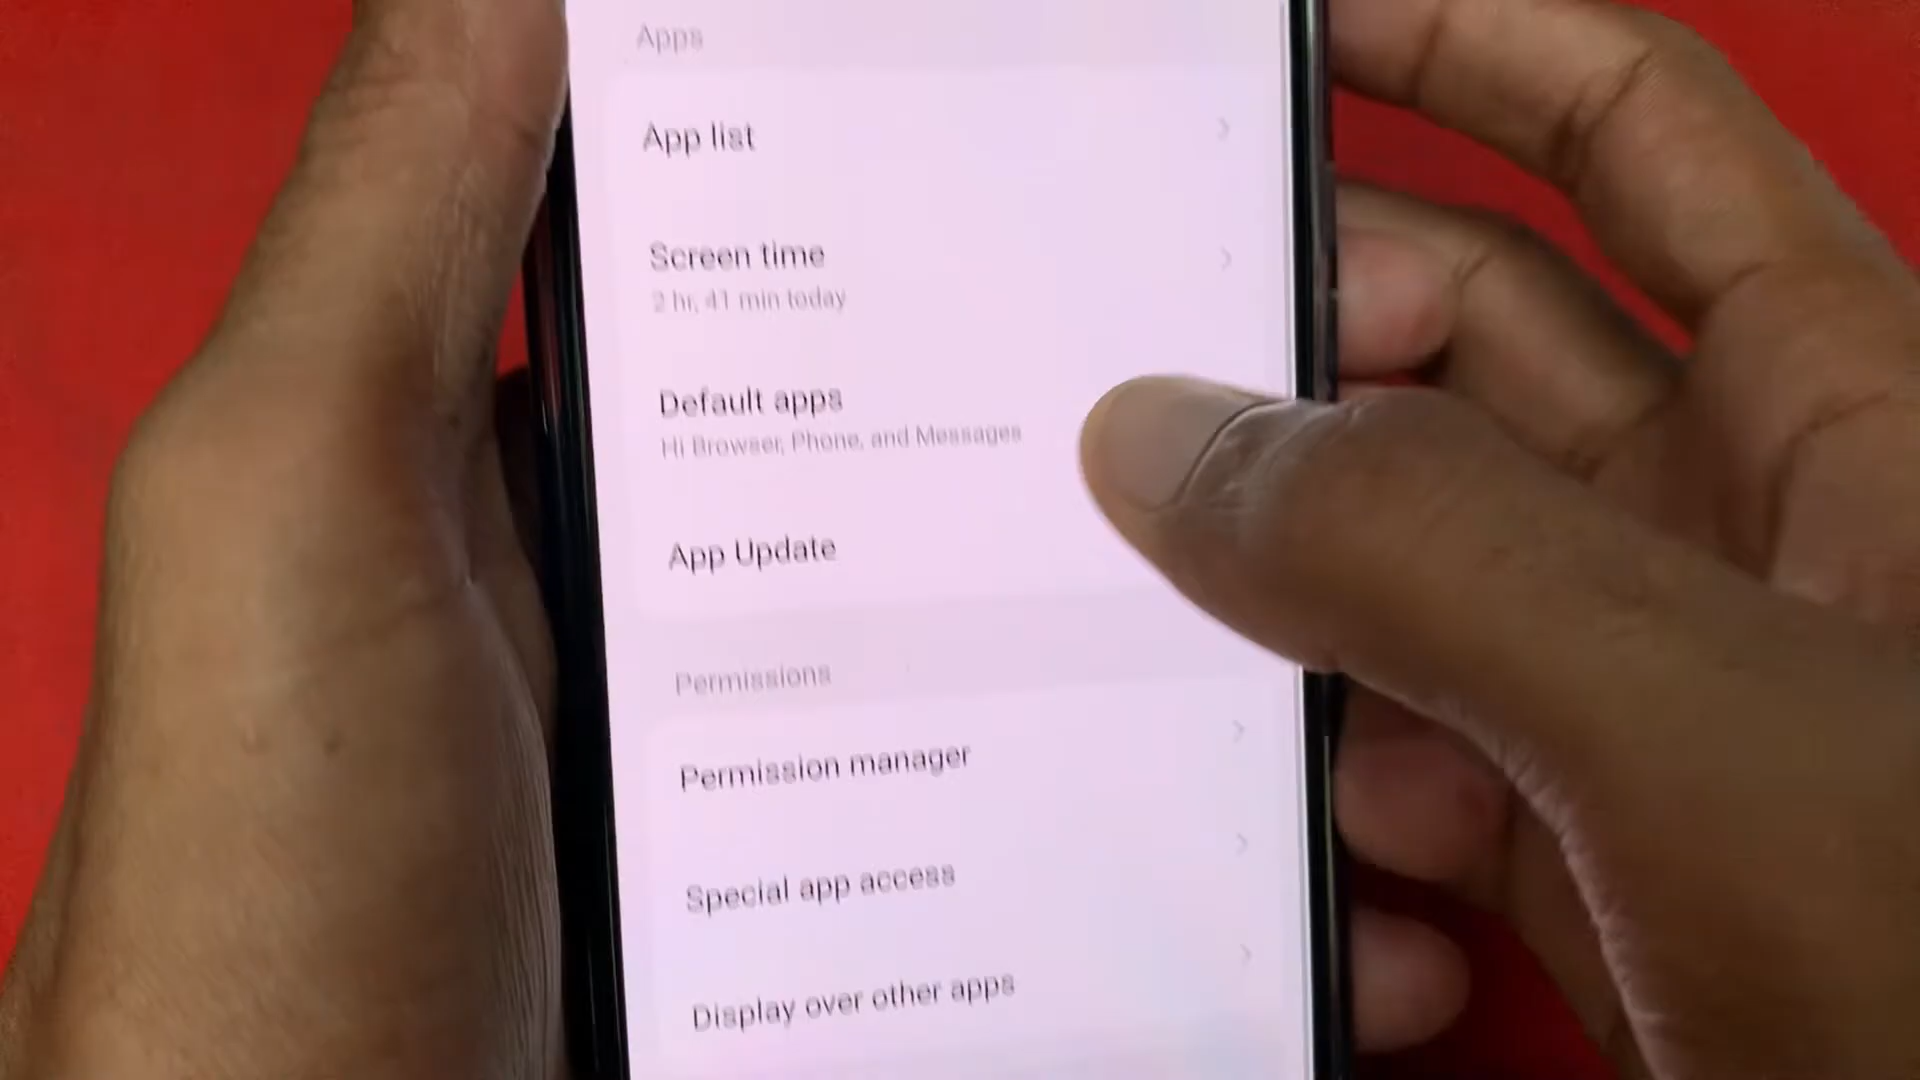 Apps
App list
Screen time
2 hr, 41 min today
Default apps
Hi Browser, Phone, and Messages
App Update
Permissions
Permission manager
Special app access
Display over other apps